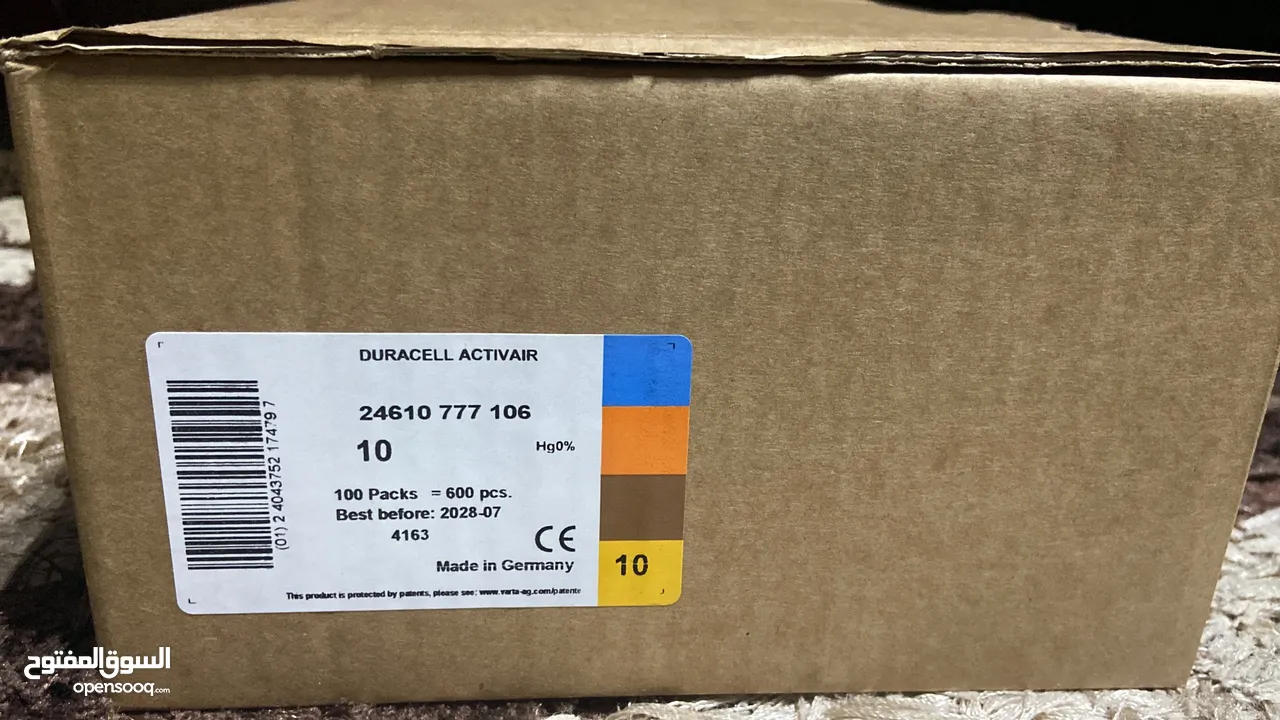 DURACELL ACTIVAIR
24610 777 106
10
Hg0%
100 Packs = 600 pcs.
Best before: 2028-07
4163
CE
Made in Germany
This product is protected by patents, please see: www.varta-ag.com/patente
(01) 2 4043752 17479 7
10
السوق المفتوح
opensooq.com